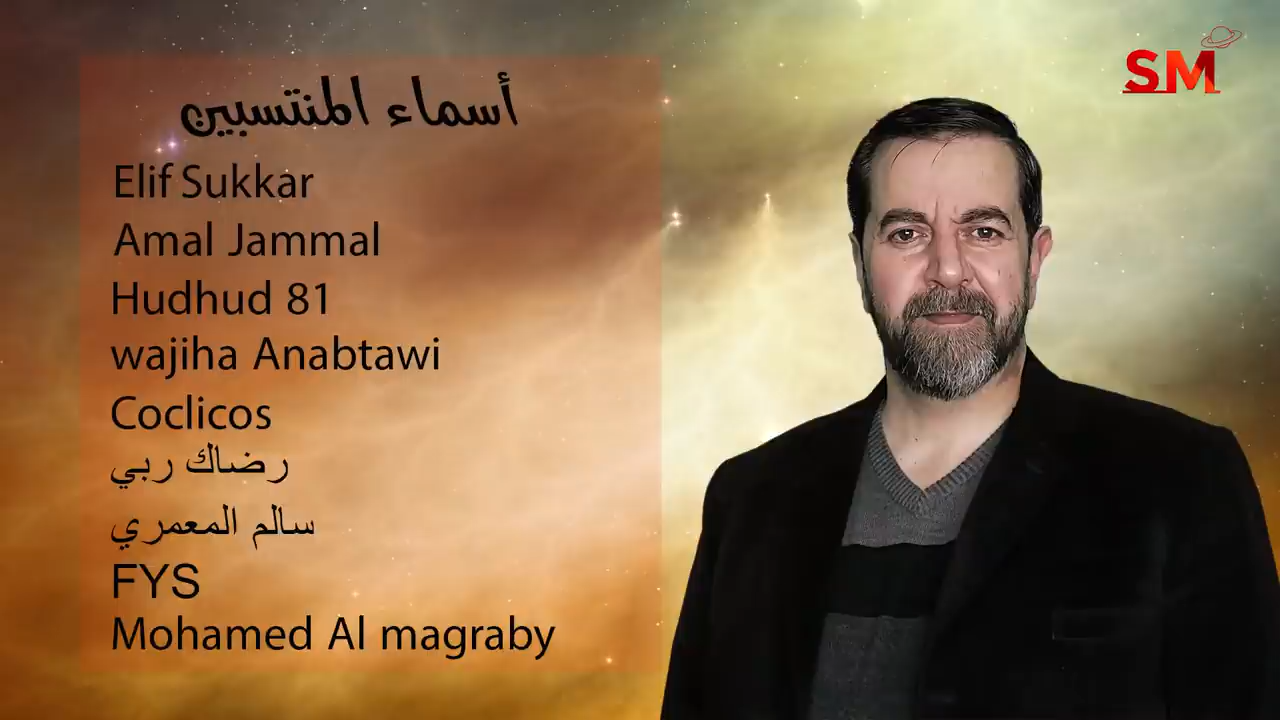 SM
أسماء المنتسبين
Elif Sukkar
Amal Jammal
Hudhud 81
wajiha Anabtawi
Coclicos
رضاك ربي
سالم المعمري
FYS
Mohamed Al magraby